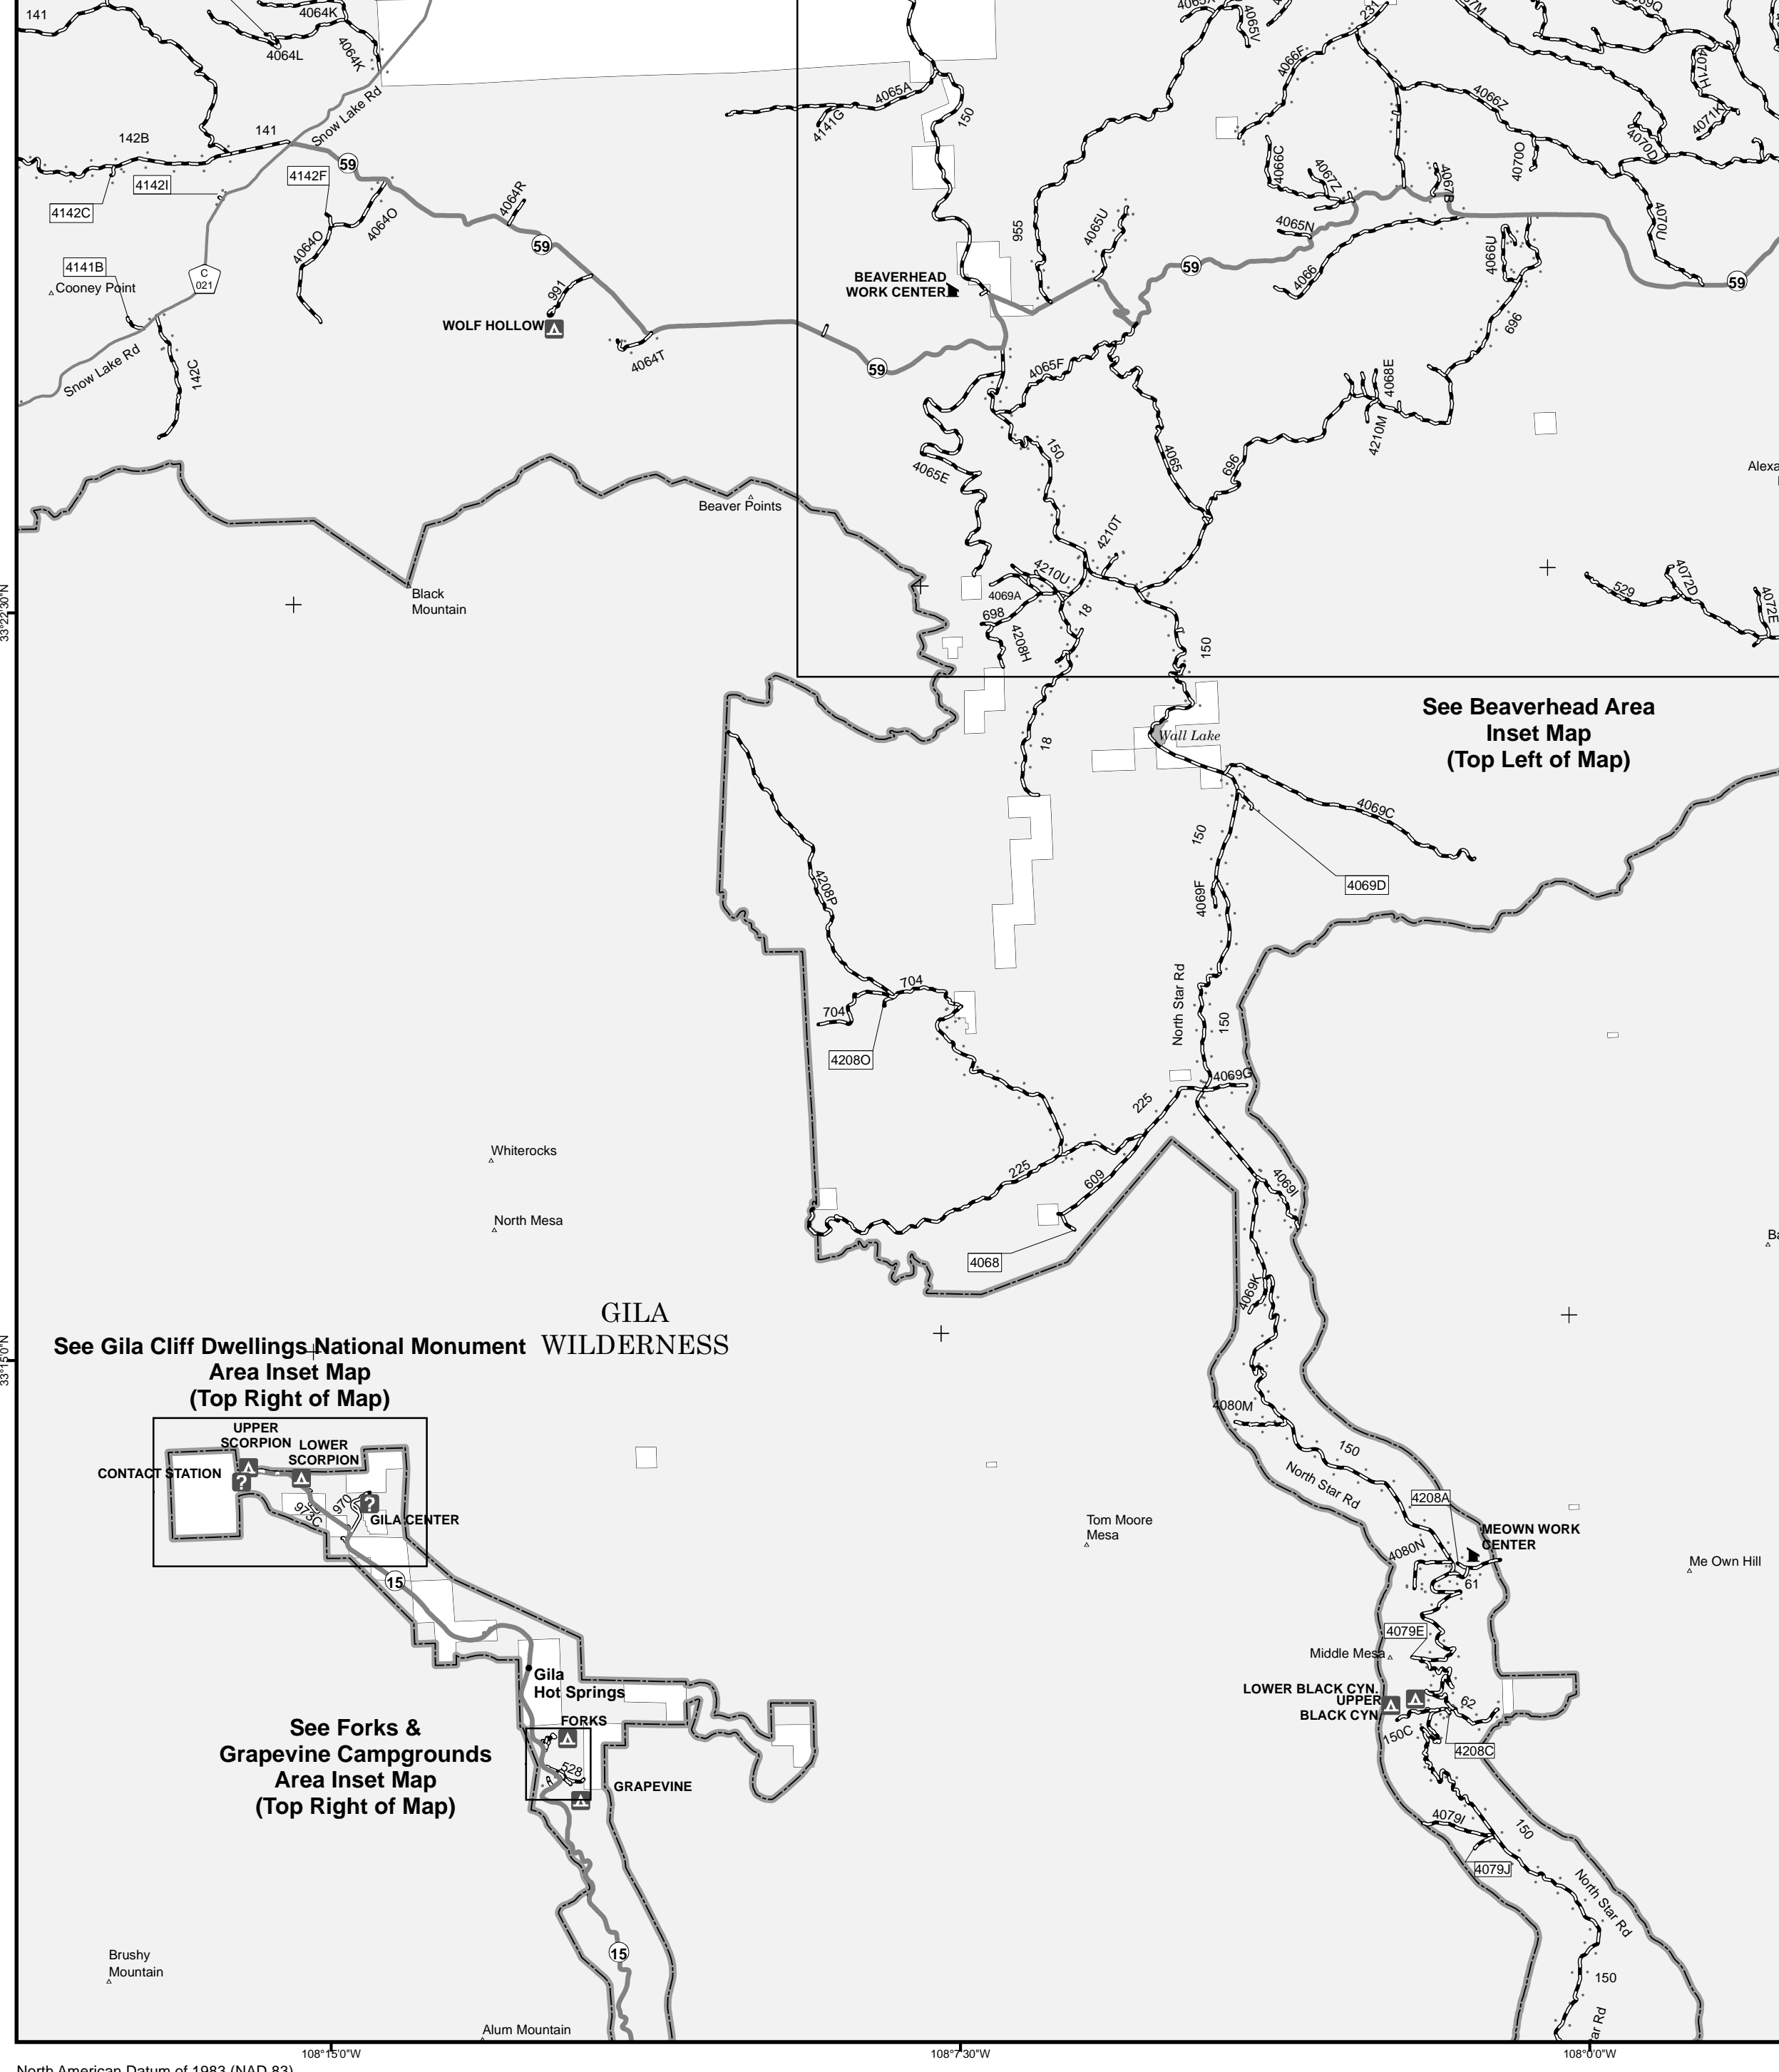 141
4064K
4064L
4064K
4065V
231
4066F
4071H
4066Z
4071K
4065A
4141G
150
Snow Lake Rd
142B
141
59
4142F
4142I
4142C
4064O
4064O
4064R
59
4066C
4067Z
4067B
4070O
4070D
4070U
4065N
4066U
955
4065U
59
4066
59
4141B
Cooney Point
C
021
BEAVERHEAD
WORK CENTER
991
WOLF HOLLOW
696
Snow Lake Rd
142C
4064T
59
4065F
4068E
4210M
150
4065
696
4065E
Beaver Points
4210T
4210U
Black
Mountain
4069A
698
18
4208H
150
529
4072D
4072E
33°22'30"N
See Beaverhead Area
Inset Map
(Top Left of Map)
Wall Lake
18
4069C
150
4069D
4069F
4208P
704
704
North Star Rd
150
4208O
4069G
225
Whiterocks
225
609
4069I
North Mesa
4068
4069K
GILA
WILDERNESS
33°15'0"N
See Gila Cliff Dwellings National Monument
Area Inset Map
(Top Right of Map)
4080M
UPPER
SCORPION
LOWER
SCORPION
CONTACT STATION
?
?
970
973C
GILA CENTER
150
North Star Rd
4208A
Tom Moore
Mesa
MEOWN WORK
CENTER
4080N
61
Me Own Hill
15
4079E
Middle Mesa
Gila
Hot Springs
LOWER BLACK CYN.
UPPER
BLACK CYN
62
150C
4208C
See Forks &
Grapevine Campgrounds
Area Inset Map
(Top Right of Map)
FORKS
528
GRAPEVINE
4079I
150
4079J
North Star Rd
15
Brushy
Mountain
150
Alum Mountain
108°15'0"W
108°7'30"W
108°0'0"W
North American Datum of 1983 (NAD 83)